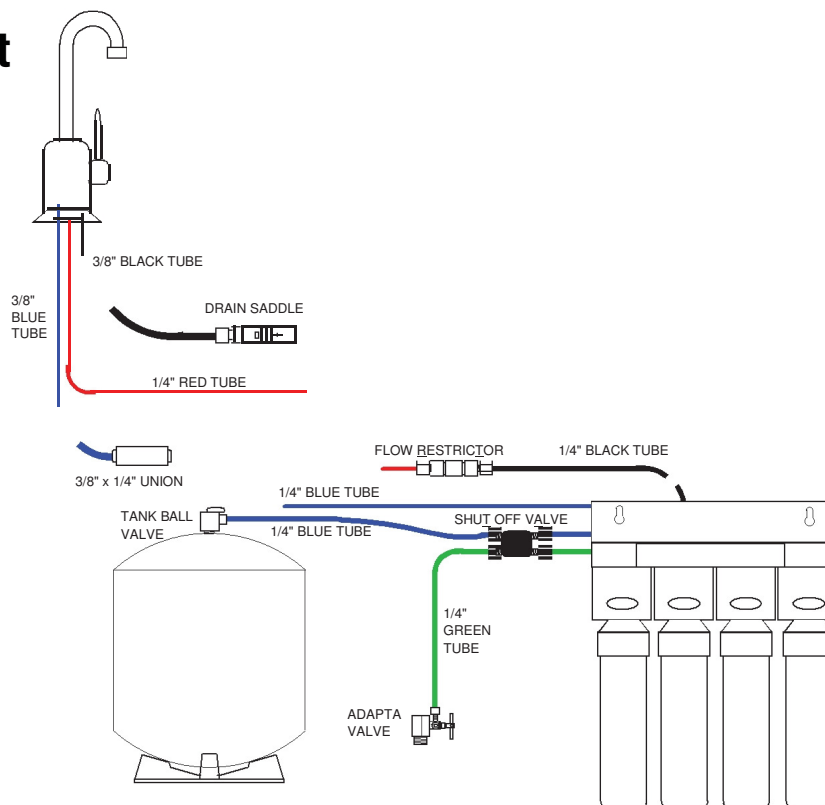 t
3/8" BLACK TUBE
3/8"
BLUE
TUBE
DRAIN SADDLE
1/4" RED TUBE
3/8" x 1/4" UNION
FLOW RESTRICTOR
1/4" BLACK TUBE
1/4" BLUE TUBE
TANK BALL
VALVE
1/4" BLUE TUBE
SHUT OFF VALVE
1/4"
GREEN
TUBE
ADAPTA
VALVE